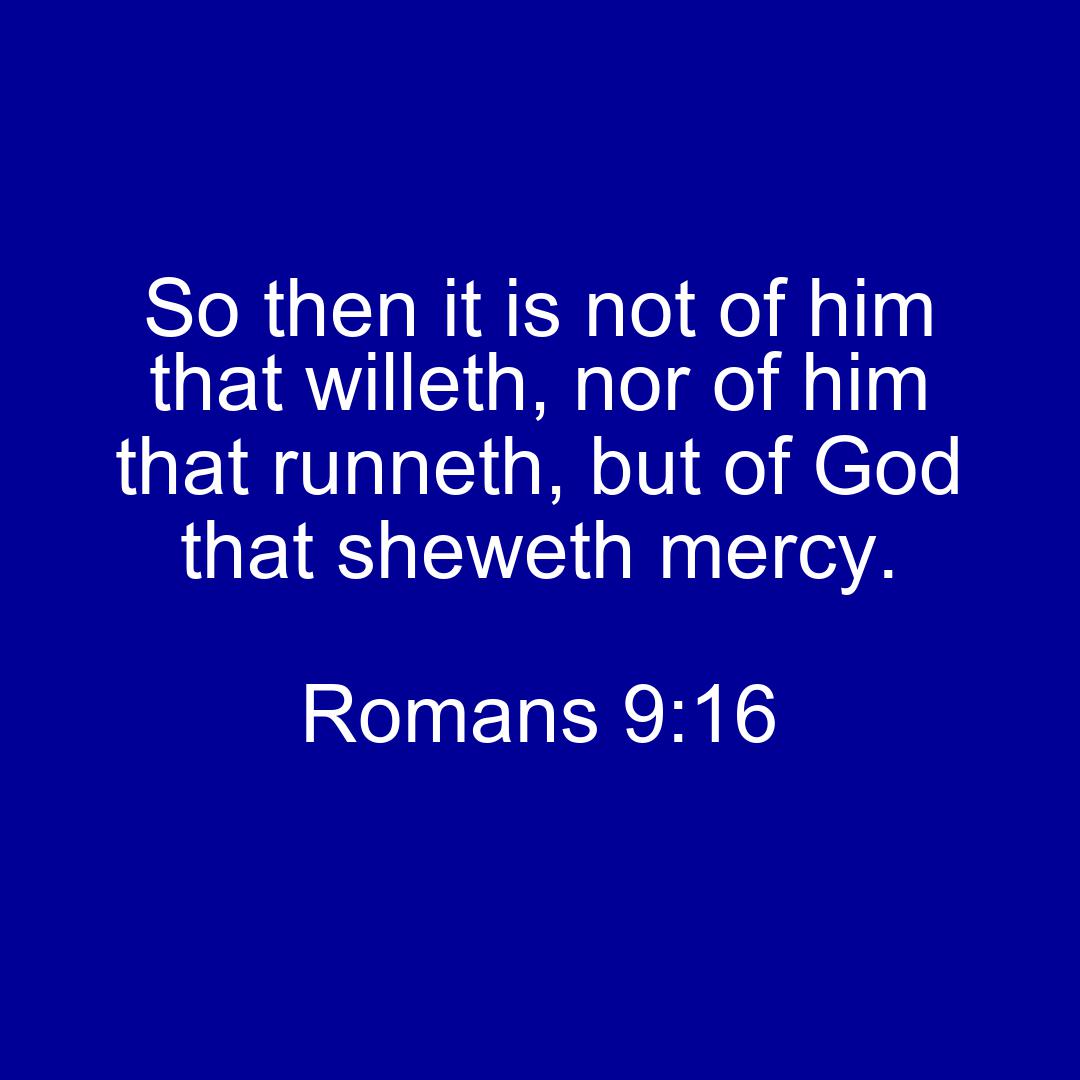 So then it is not of him
that willeth, nor of him
that runneth, but of God
that sheweth mercy.
Romans 9:16